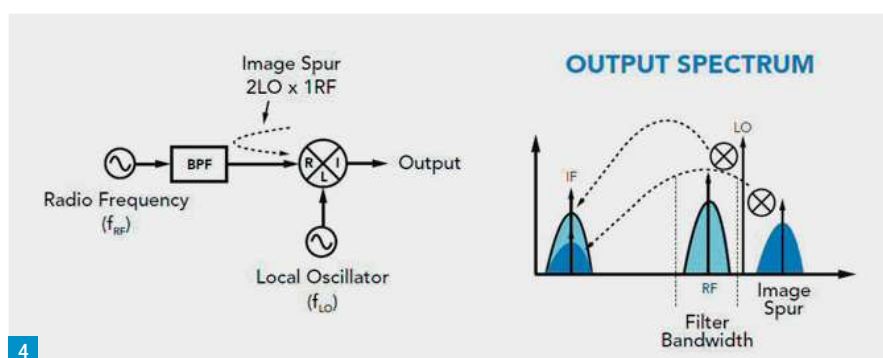 Image Spur
2LO x 1RF
BPF
R
I
L
Output
Radio Frequency
(fRF)
Local Oscillator
(fLO)
OUTPUT SPECTRUM
LO
IF
RF
Image
Spur
Filter
Bandwidth
4